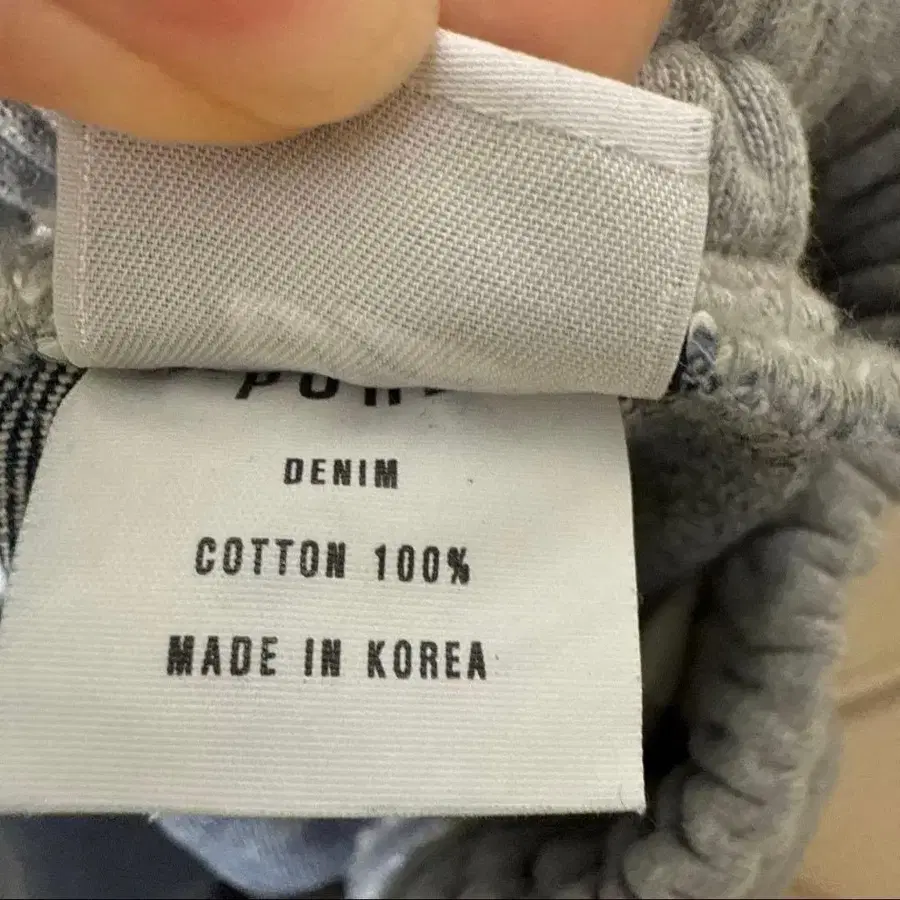 DENIM
COTTON 100%
MADE IN KOREA